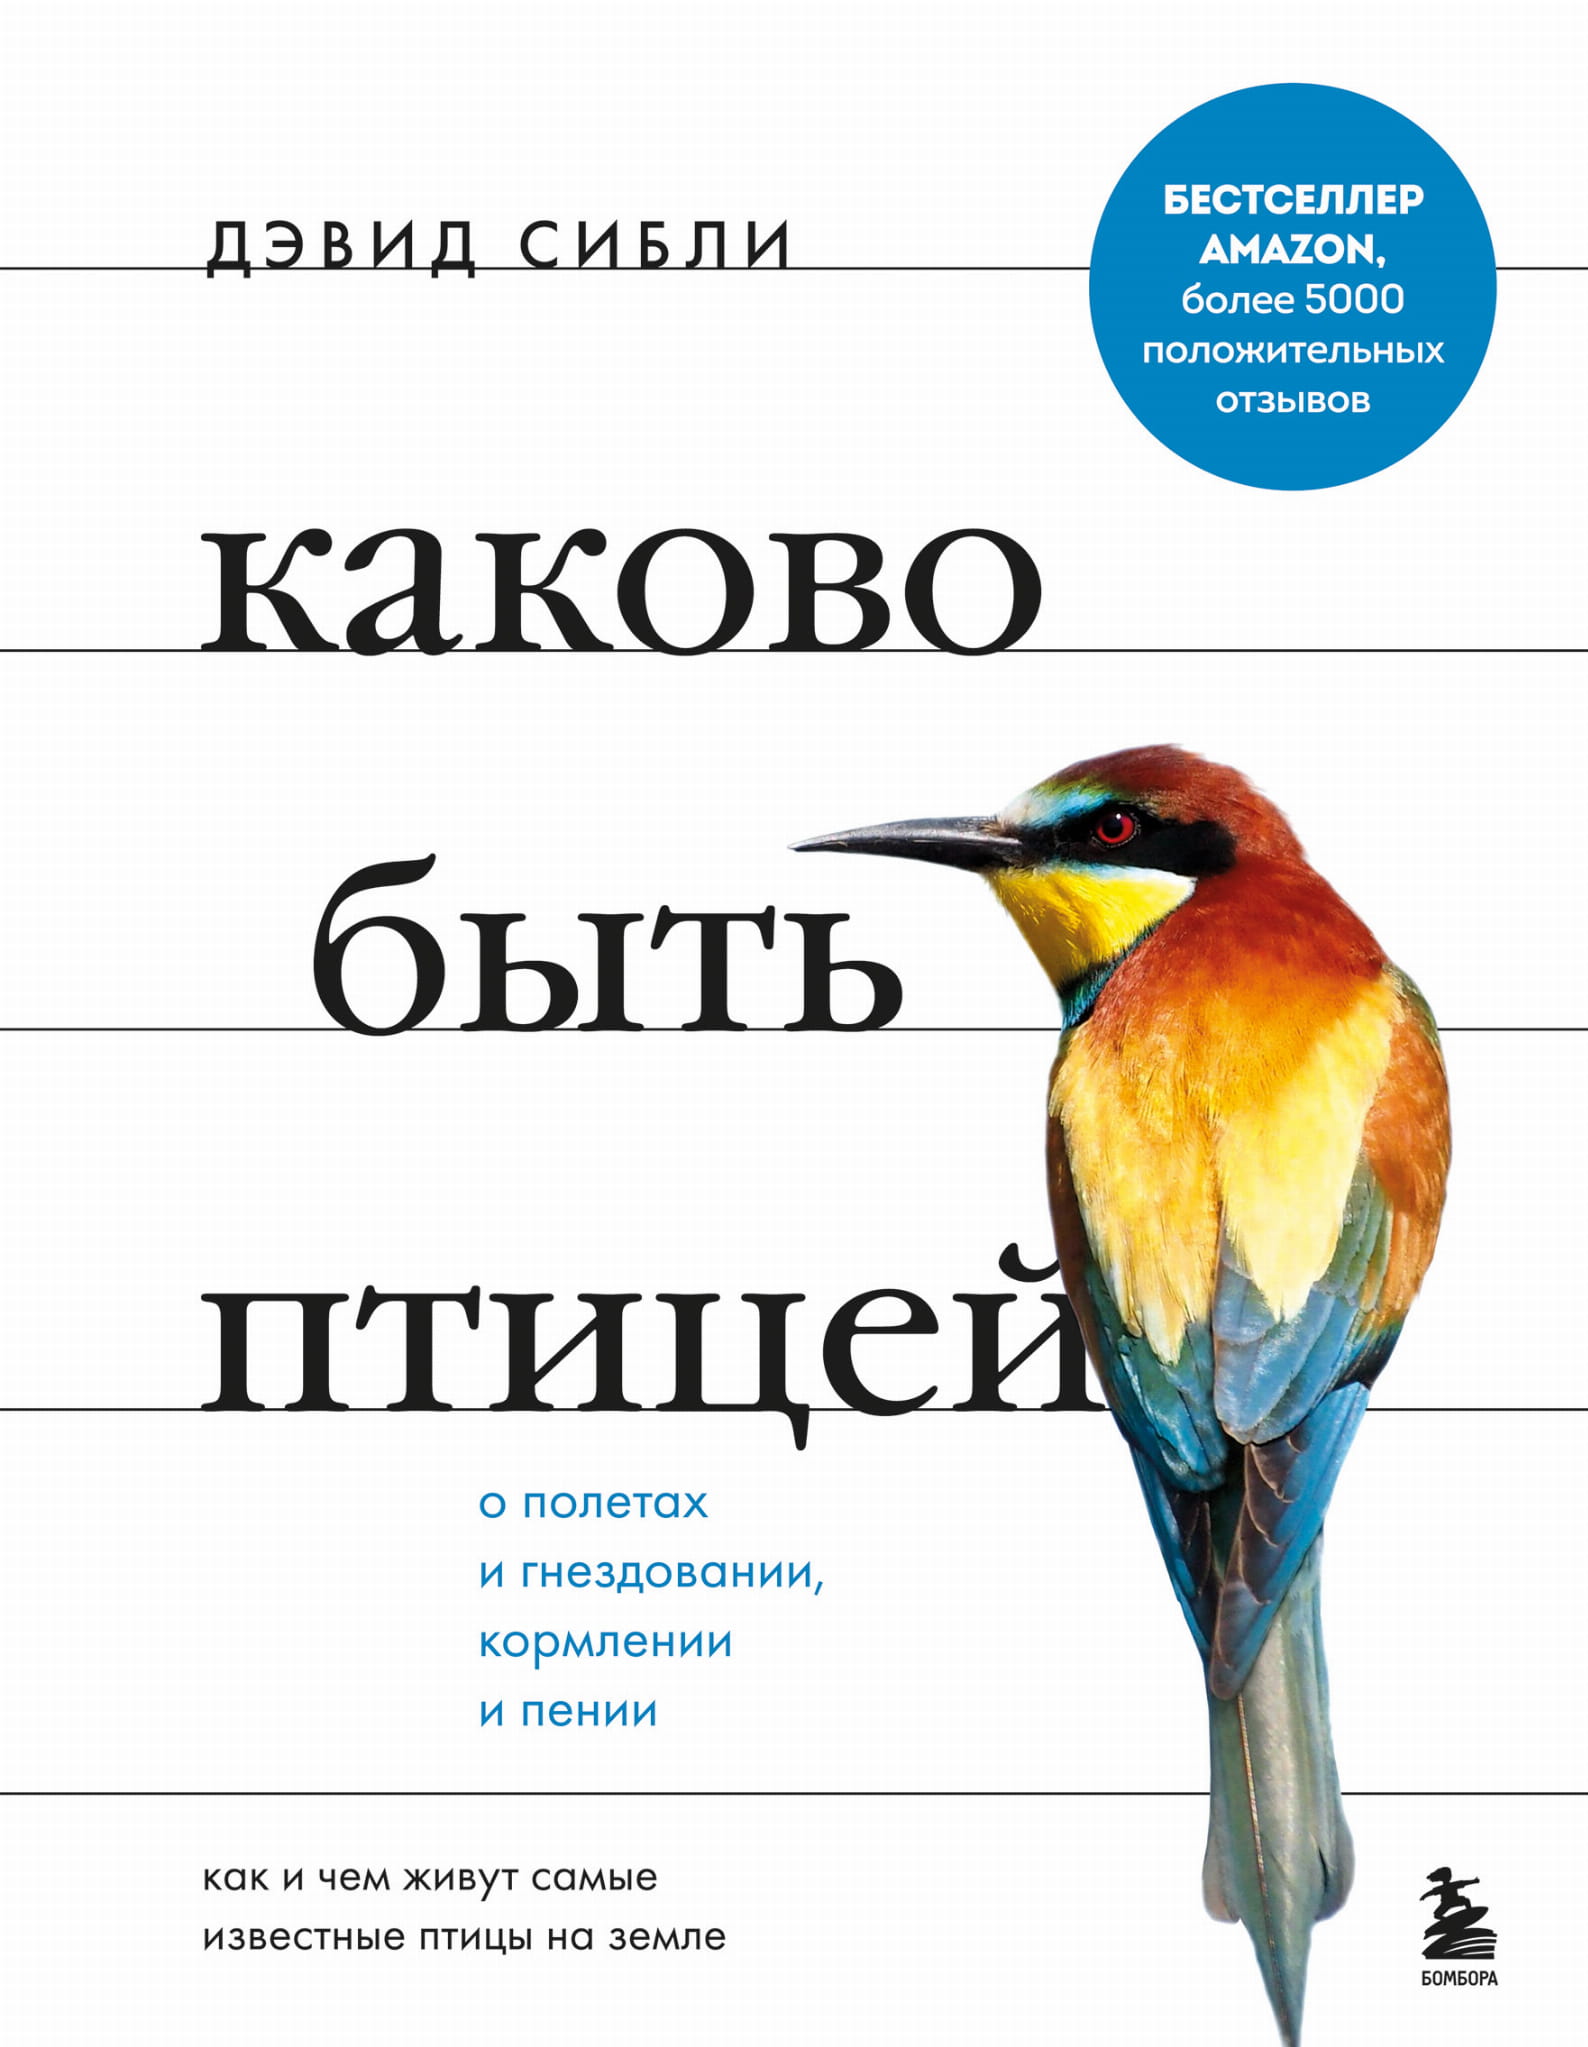 ДЭВИД СИБЛИ
БЕСТСЕЛЛЕР
AMAZON,
более 5000
положительных
отзывов
каково
быть
птицей
о полетах
и гнездовании,
кормлении
и пении
как и чем живут самые
известные птицы на земле
БОМБОРА